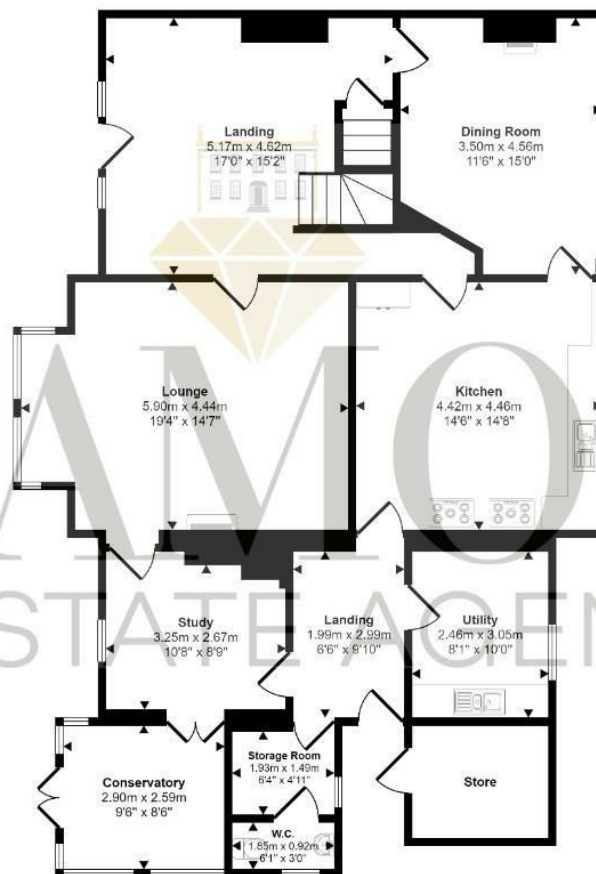 Landing
5.17m x 4.62m
17'0" x 15'2"
Dining Room
3.50m x 4.56m
11'6" x 15'0"
Lounge
5.90m x 4.44m
19'4" x 14'7"
Kitchen
4.42m x 4.46m
14'6" x 14'8"
AMO
Study
3.25m x 2.67m
10'8" x 8'9"
Landing
1.99m x 2.99m
6'6" x 9'10"
Utility
2.46m x 3.05m
8'1" x 10'0"
STATE AGEN
Conservatory
2.90m x 2.59m
9'6" x 8'6"
Storage Room
1.93m x 1.49m
6'4" x 4'11"
Store
W.C.
1.85m x 0.92m
6'1" x 3'0"